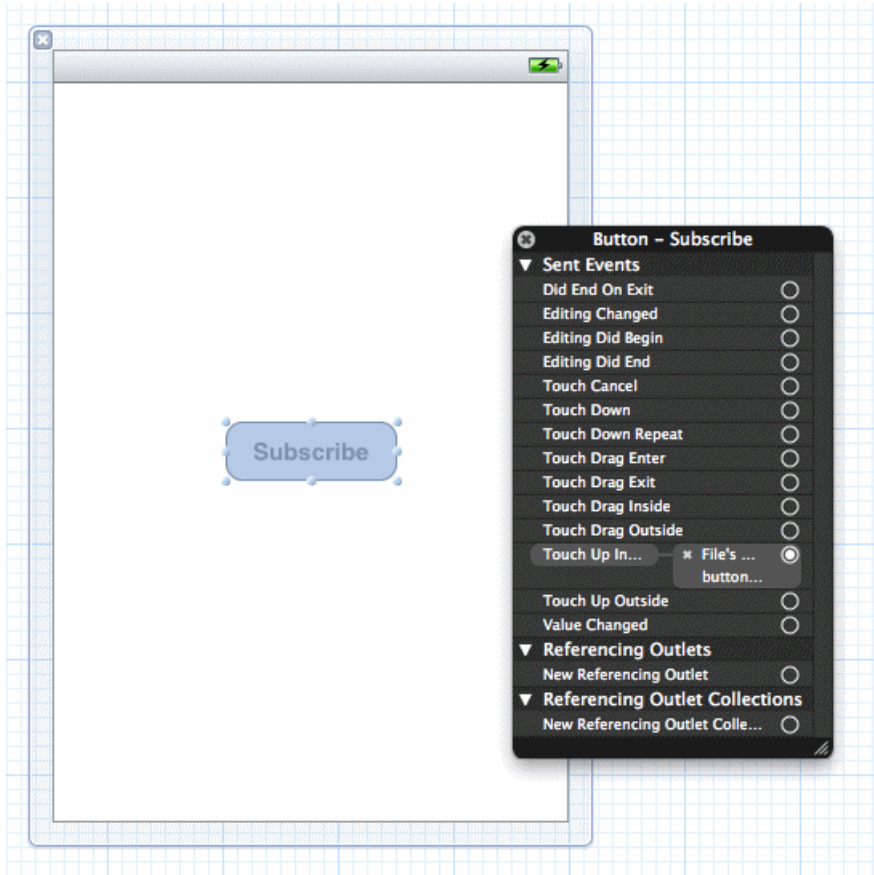 Subscribe
Button – Subscribe
Sent Events
Did End On Exit
Editing Changed
Editing Did Begin
Editing Did End
Touch Cancel
Touch Down
Touch Down Repeat
Touch Drag Enter
Touch Drag Exit
Touch Drag Inside
Touch Drag Outside
Touch Up In... File's ...
button...
Touch Up Outside
Value Changed
Referencing Outlets
New Referencing Outlet
Referencing Outlet Collections
New Referencing Outlet Colle...